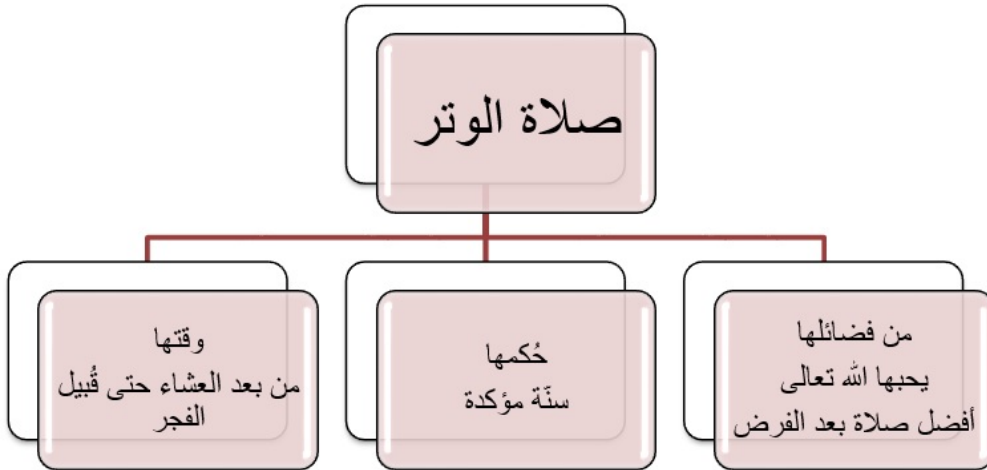 صلاة الوتر
من فضائلها
يحبها الله تعالى
أفضل صلاة بعد الفرض
حُكمها
سنّة مؤكدة
وقتها
من بعد العشاء حتى قُبيل
الفجر